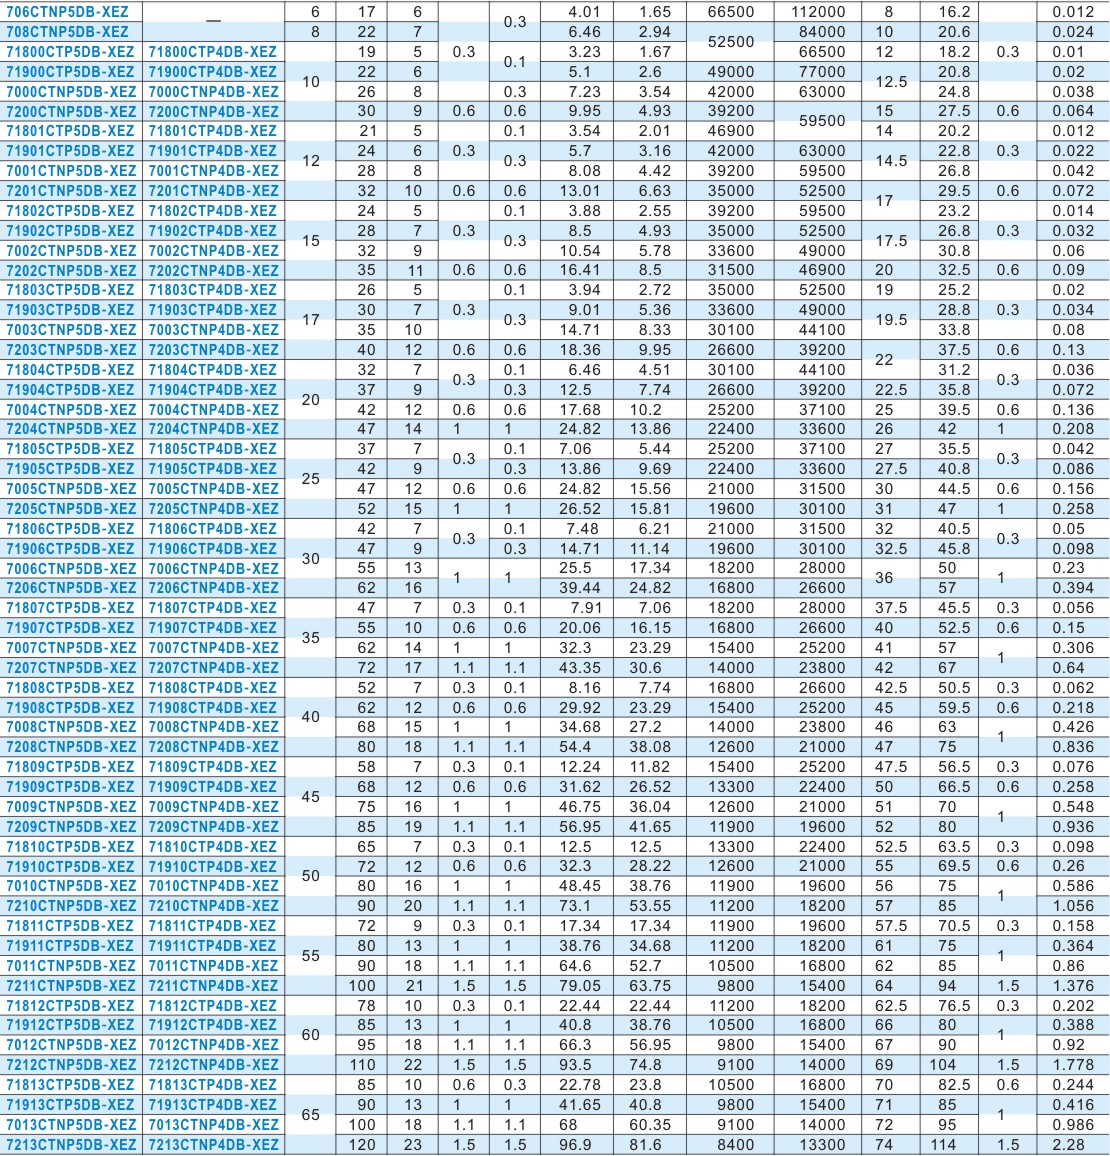 706CTNP5DB-XEZ — 6 17 6 0.3 4.01 1.65 66500 112000 8 16.2 0.012
708CTNP5DB-XEZ 8 22 7 6.46 2.94 52500 84000 10 20.6 0.024
71800CTP5DB-XEZ 71800CTP4DB-XEZ 10 19 5 0.3 0.1 3.23 1.67 66500 12 18.2 0.3 0.01
71900CTP5DB-XEZ 71900CTP4DB-XEZ 22 6 5.1 2.6 49000 77000 12.5 20.8 0.02
7000CTNP5DB-XEZ 7000CTNP4DB-XEZ 26 8 0.3 7.23 3.54 42000 63000 24.8 0.038
7200CTNP5DB-XEZ 7200CTNP4DB-XEZ 30 9 0.6 0.6 9.95 4.93 39200 59500 15 27.5 0.6 0.064
71801CTP5DB-XEZ 71801CTP4DB-XEZ 12 21 5 0.1 3.54 2.01 46900 14 20.2 0.012
71901CTP5DB-XEZ 71901CTP4DB-XEZ 24 6 0.3 0.3 5.7 3.16 42000 63000 14.5 22.8 0.3 0.022
7001CTNP5DB-XEZ 7001CTNP4DB-XEZ 28 8 8.08 4.42 39200 59500 26.8 0.042
7201CTNP5DB-XEZ 7201CTNP4DB-XEZ 32 10 0.6 0.6 13.01 6.63 35000 52500 17 29.5 0.6 0.072
71802CTP5DB-XEZ 71802CTP4DB-XEZ 15 24 5 0.1 3.88 2.55 39200 59500 23.2 0.014
71902CTP5DB-XEZ 71902CTP4DB-XEZ 28 7 0.3 0.3 8.5 4.93 35000 52500 17.5 26.8 0.3 0.032
7002CTNP5DB-XEZ 7002CTNP4DB-XEZ 32 9 10.54 5.78 33600 49000 30.8 0.06
7202CTNP5DB-XEZ 7202CTNP4DB-XEZ 35 11 0.6 0.6 16.41 8.5 31500 46900 20 32.5 0.6 0.09
71803CTP5DB-XEZ 71803CTP4DB-XEZ 17 26 5 0.1 3.94 2.72 35000 52500 19 25.2 0.02
71903CTP5DB-XEZ 71903CTP4DB-XEZ 30 7 0.3 0.3 9.01 5.36 33600 49000 19.5 28.8 0.3 0.034
7003CTNP5DB-XEZ 7003CTNP4DB-XEZ 35 10 14.71 8.33 30100 44100 33.8 0.08
7203CTNP5DB-XEZ 7203CTNP4DB-XEZ 40 12 0.6 0.6 18.36 9.95 26600 39200 22 37.5 0.6 0.13
71804CTP5DB-XEZ 71804CTP4DB-XEZ 20 32 7 0.3 0.1 6.46 4.51 30100 44100 31.2 0.3 0.036
71904CTP5DB-XEZ 71904CTP4DB-XEZ 37 9 0.3 12.5 7.74 26600 39200 22.5 35.8 0.072
7004CTNP5DB-XEZ 7004CTNP4DB-XEZ 42 12 0.6 0.6 17.68 10.2 25200 37100 25 39.5 0.6 0.136
7204CTNP5DB-XEZ 7204CTNP4DB-XEZ 47 14 1 1 24.82 13.86 22400 33600 26 42 1 0.208
71805CTP5DB-XEZ 71805CTP4DB-XEZ 25 37 7 0.3 0.1 7.06 5.44 25200 37100 27 35.5 0.3 0.042
71905CTP5DB-XEZ 71905CTP4DB-XEZ 42 9 0.3 13.86 9.69 22400 33600 27.5 40.8 0.086
7005CTNP5DB-XEZ 7005CTNP4DB-XEZ 47 12 0.6 0.6 24.82 15.56 21000 31500 30 44.5 0.6 0.156
7205CTNP5DB-XEZ 7205CTNP4DB-XEZ 52 15 1 1 26.52 15.81 19600 30100 31 47 1 0.258
71806CTP5DB-XEZ 71806CTP4DB-XEZ 30 42 7 0.3 0.1 7.48 6.21 21000 31500 32 40.5 0.3 0.05
71906CTP5DB-XEZ 71906CTP4DB-XEZ 47 9 0.3 14.71 11.14 19600 30100 32.5 45.8 0.098
7006CTNP5DB-XEZ 7006CTNP4DB-XEZ 55 13 1 1 25.5 17.34 18200 28000 36 50 1 0.23
7206CTNP5DB-XEZ 7206CTNP4DB-XEZ 62 16 39.44 24.82 16800 26600 57 0.394
71807CTP5DB-XEZ 71807CTP4DB-XEZ 35 47 7 0.3 0.1 7.91 7.06 18200 28000 37.5 45.5 0.3 0.056
71907CTP5DB-XEZ 71907CTP4DB-XEZ 55 10 0.6 0.6 20.06 16.15 16800 26600 40 52.5 0.6 0.15
7007CTNP5DB-XEZ 7007CTNP4DB-XEZ 62 14 1 1 32.3 23.29 15400 25200 41 57 1 0.306
7207CTNP5DB-XEZ 7207CTNP4DB-XEZ 72 17 1.1 1.1 43.35 30.6 14000 23800 42 67 0.64
71808CTP5DB-XEZ 71808CTP4DB-XEZ 40 52 7 0.3 0.1 8.16 7.74 16800 26600 42.5 50.5 0.3 0.062
71908CTP5DB-XEZ 71908CTP4DB-XEZ 62 12 0.6 0.6 29.92 23.29 15400 25200 45 59.5 0.6 0.218
7008CTNP5DB-XEZ 7008CTNP4DB-XEZ 68 15 1 1 34.68 27.2 14000 23800 46 63 1 0.426
7208CTNP5DB-XEZ 7208CTNP4DB-XEZ 80 18 1.1 1.1 54.4 38.08 12600 21000 47 75 0.836
71809CTP5DB-XEZ 71809CTP4DB-XEZ 45 58 7 0.3 0.1 12.24 11.82 15400 25200 47.5 56.5 0.3 0.076
71909CTP5DB-XEZ 71909CTP4DB-XEZ 68 12 0.6 0.6 31.62 26.52 13300 22400 50 66.5 0.6 0.258
7009CTNP5DB-XEZ 7009CTNP4DB-XEZ 75 16 1 1 46.75 36.04 12600 21000 51 70 1 0.548
7209CTNP5DB-XEZ 7209CTNP4DB-XEZ 85 19 1.1 1.1 56.95 41.65 11900 19600 52 80 0.936
71810CTP5DB-XEZ 71810CTP4DB-XEZ 50 65 7 0.3 0.1 12.5 12.5 13300 22400 52.5 63.5 0.3 0.098
71910CTP5DB-XEZ 71910CTP4DB-XEZ 72 12 0.6 0.6 32.3 28.22 12600 21000 55 69.5 0.6 0.26
7010CTNP5DB-XEZ 7010CTNP4DB-XEZ 80 16 1 1 48.45 38.76 11900 19600 56 75 1 0.586
7210CTNP5DB-XEZ 7210CTNP4DB-XEZ 90 20 1.1 1.1 73.1 53.55 11200 18200 57 85 1.056
71811CTP5DB-XEZ 71811CTP4DB-XEZ 55 72 9 0.3 0.1 17.34 17.34 11900 19600 57.5 70.5 0.3 0.158
71911CTP5DB-XEZ 71911CTP4DB-XEZ 80 13 1 1 38.76 34.68 11200 18200 61 75 1 0.364
7011CTNP5DB-XEZ 7011CTNP4DB-XEZ 90 18 1.1 1.1 64.6 52.7 10500 16800 62 85 0.86
7211CTNP5DB-XEZ 7211CTNP4DB-XEZ 100 21 1.5 1.5 79.05 63.75 9800 15400 64 94 1.5 1.376
71812CTP5DB-XEZ 71812CTP4DB-XEZ 60 78 10 0.3 0.1 22.44 22.44 11200 18200 62.5 76.5 0.3 0.202
71912CTP5DB-XEZ 71912CTP4DB-XEZ 85 13 1 1 40.8 38.76 10500 16800 66 80 1 0.388
7012CTNP5DB-XEZ 7012CTNP4DB-XEZ 95 18 1.1 1.1 66.3 56.95 9800 15400 67 90 0.92
7212CTNP5DB-XEZ 7212CTNP4DB-XEZ 110 22 1.5 1.5 93.5 74.8 9100 14000 69 104 1.5 1.778
71813CTP5DB-XEZ 71813CTP4DB-XEZ 65 85 10 0.6 0.3 22.78 23.8 10500 16800 70 82.5 0.6 0.244
71913CTP5DB-XEZ 71913CTP4DB-XEZ 90 13 1 1 41.65 40.8 9800 15400 71 85 1 0.416
7013CTNP5DB-XEZ 7013CTNP4DB-XEZ 100 18 1.1 1.1 68 60.35 9100 14000 72 95 0.986
7213CTNP5DB-XEZ 7213CTNP4DB-XEZ 120 23 1.5 1.5 96.9 81.6 8400 13300 74 114 1.5 2.28